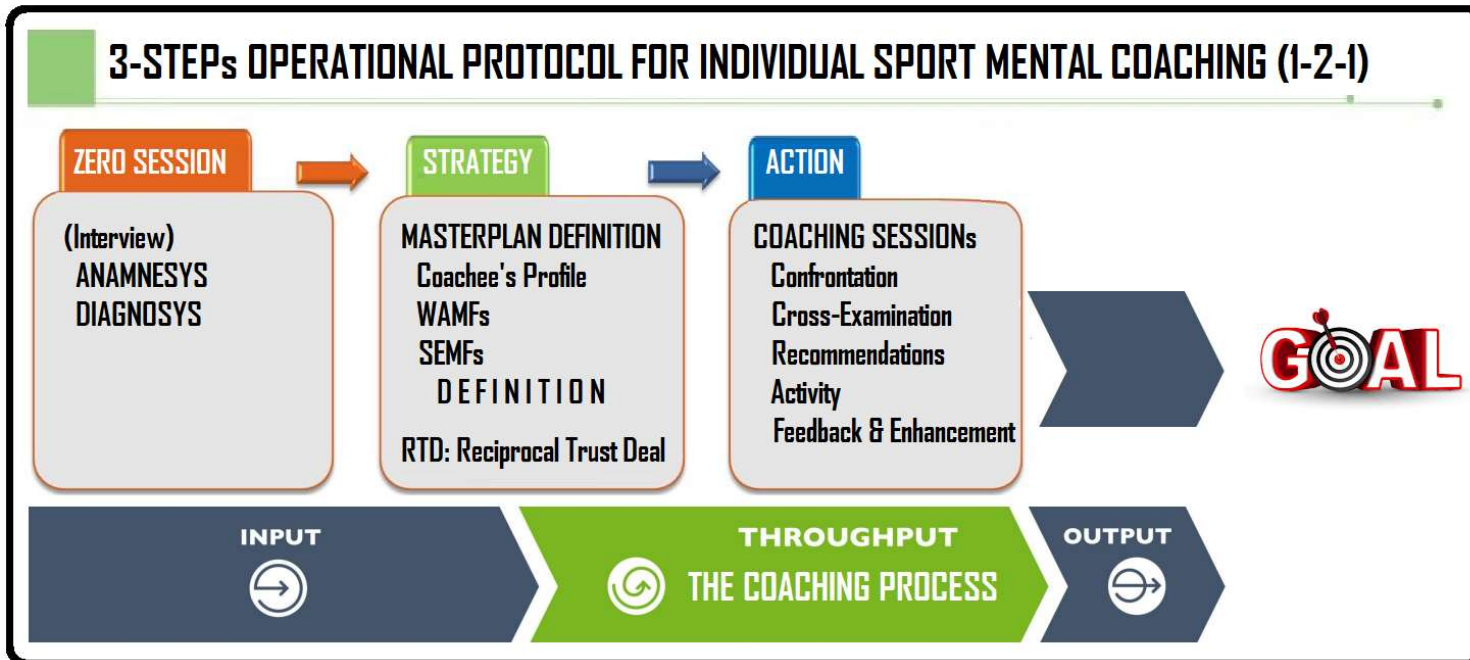 3-STEPs OPERATIONAL PROTOCOL FOR INDIVIDUAL SPORT MENTAL COACHING (1-2-1)
ZERO SESSION
(Interview)
ANAMNESYS
DIAGNOSYS
STRATEGY
MASTERPLAN DEFINITION
Coachee's Profile
WAMFs
SEMFs
DEFINITION
RTD: Reciprocal Trust Deal
ACTION
COACHING SESSIONs
Confrontation
Cross-Examination
Recommendations
Activity
Feedback & Enhancement
GOAL
INPUT
THROUGHPUT
THE COACHING PROCESS
OUTPUT